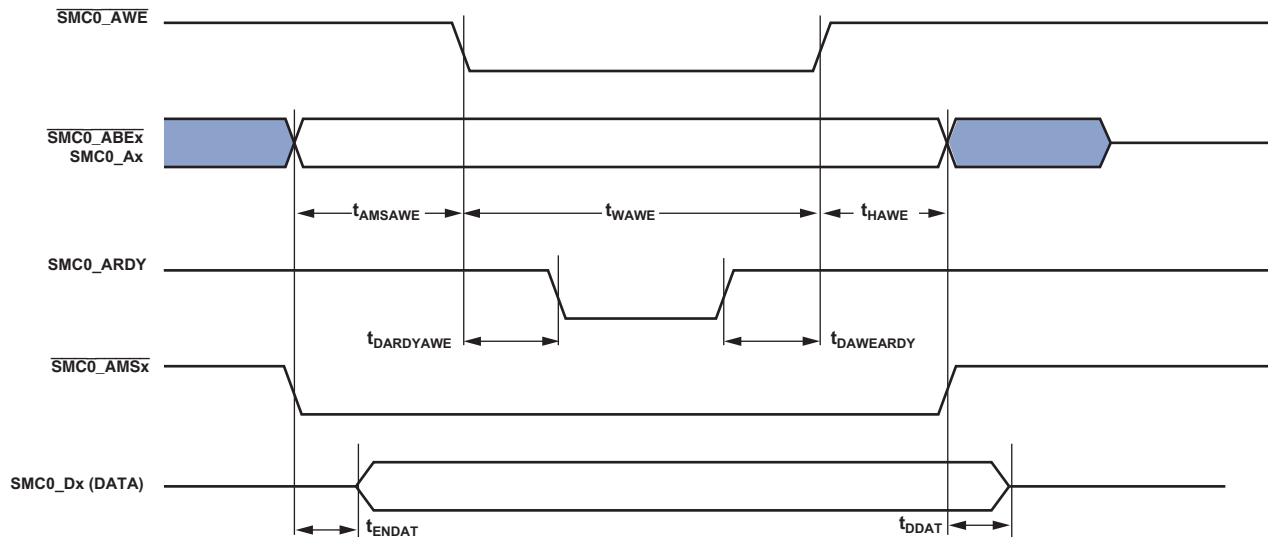 SMC0_AWE
SMC0_ABEx
SMC0_Ax
tAMSAWE
tWAWE
tHAWE
SMC0_ARDY
tDARDYAWE
tDAWEARDY
SMC0_AMSx
SMC0_Dx (DATA)
tENDAT
tDDAT